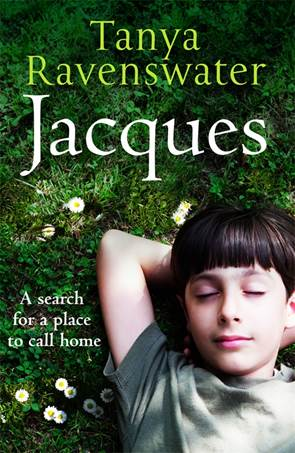 Tanya
Ravenswater
Jacques
A search
for a place
to call home